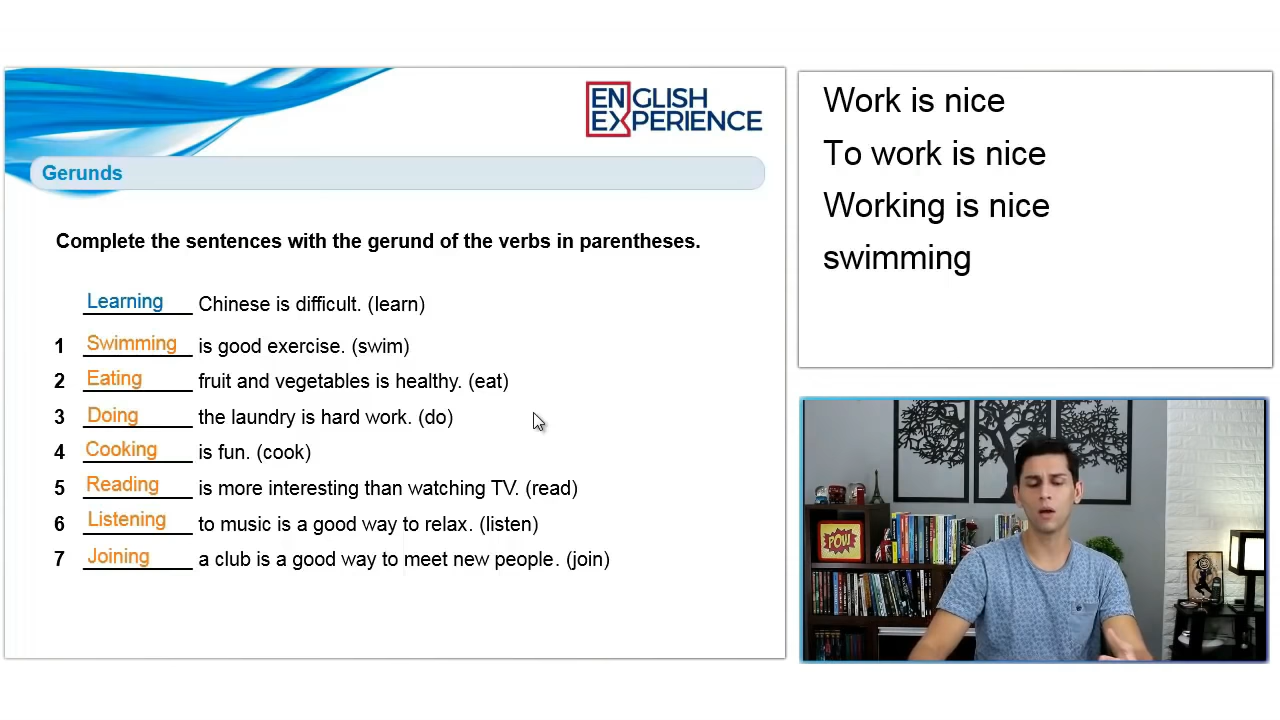 ENGLISH
EXPERIENCE
Gerunds
Complete the sentences with the gerund of the verbs in parentheses.
Learning Chinese is difficult. (learn)
1 Swimming is good exercise. (swim)
2 Eating fruit and vegetables is healthy. (eat)
3 Doing the laundry is hard work. (do)
4 Cooking is fun. (cook)
5 Reading is more interesting than watching TV. (read)
6 Listening to music is a good way to relax. (listen)
7 Joining a club is a good way to meet new people. (join)
Work is nice
To work is nice
Working is nice
swimming
POW!